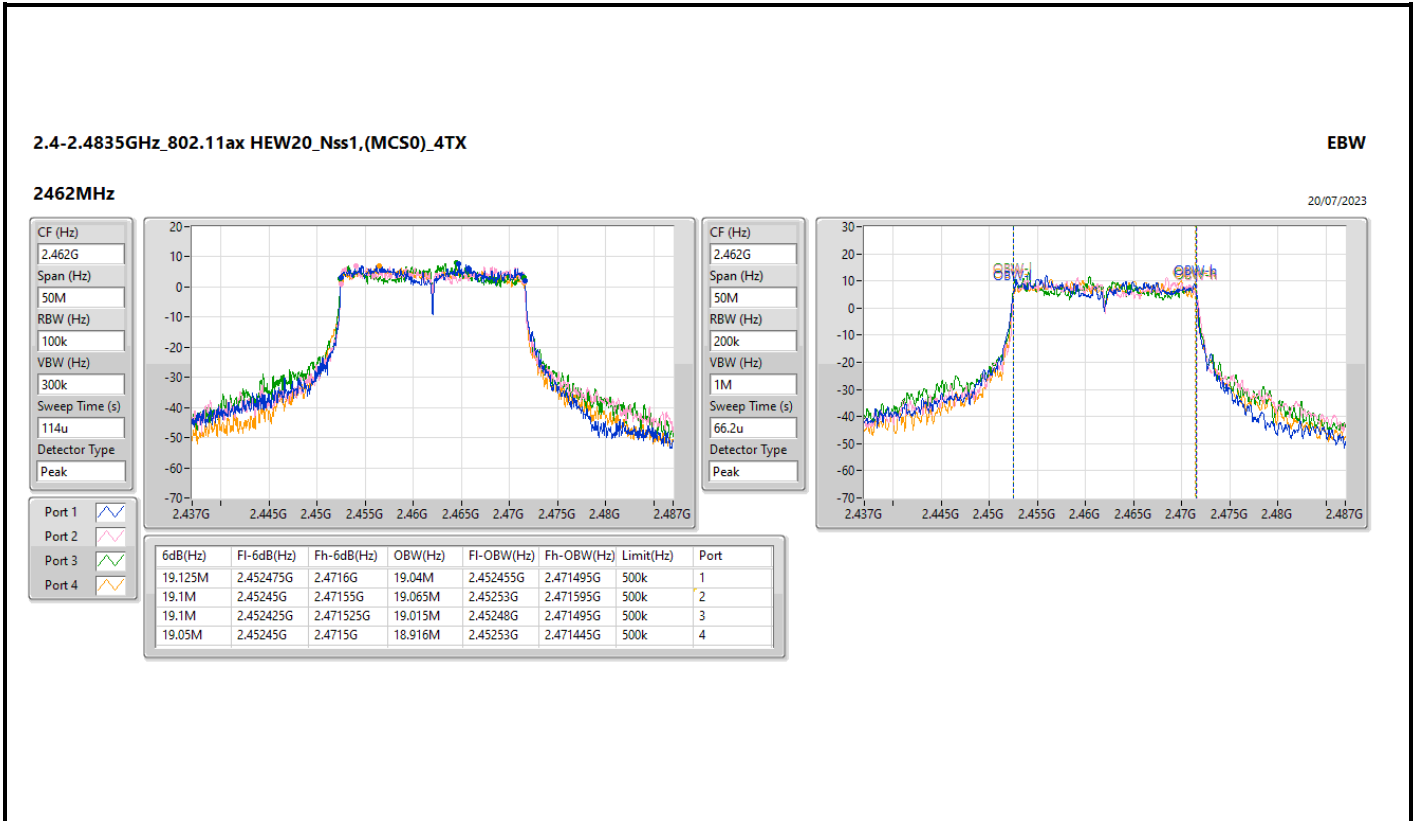 2.4-2.4835GHz_802.11ax HEW20_Nss1,(MCS0)_4TX EBW
2462MHz 20/07/2023
CF (Hz)
2.462G
Span (Hz)
50M
RBW (Hz)
100k
VBW (Hz)
300k
Sweep Time (s)
114u
Detector Type
Peak
20
10
0
-10
-20
-30
-40
-50
-60
-70
2.437G 2.445G 2.45G 2.455G 2.46G 2.465G 2.47G 2.475G 2.48G 2.487G
CF (Hz)
2.462G
Span (Hz)
50M
RBW (Hz)
200k
VBW (Hz)
1M
Sweep Time (s)
66.2u
Detector Type
Peak
30
20
10
0
-10
-20
-30
-40
-50
-60
-70
OBW-l OBW-h
2.437G 2.445G 2.45G 2.455G 2.46G 2.465G 2.47G 2.475G 2.48G 2.487G
Port 1
Port 2
Port 3
Port 4
6dB(Hz) Fl-6dB(Hz) Fh-6dB(Hz) OBW(Hz) Fl-OBW(Hz) Fh-OBW(Hz) Limit(Hz) Port
19.125M 2.452475G 2.4716G 19.04M 2.452455G 2.471495G 500k 1
19.1M 2.45245G 2.47155G 19.065M 2.45253G 2.471595G 500k 2
19.1M 2.452425G 2.471525G 19.015M 2.45248G 2.471495G 500k 3
19.05M 2.45245G 2.4715G 18.916M 2.45253G 2.471445G 500k 4